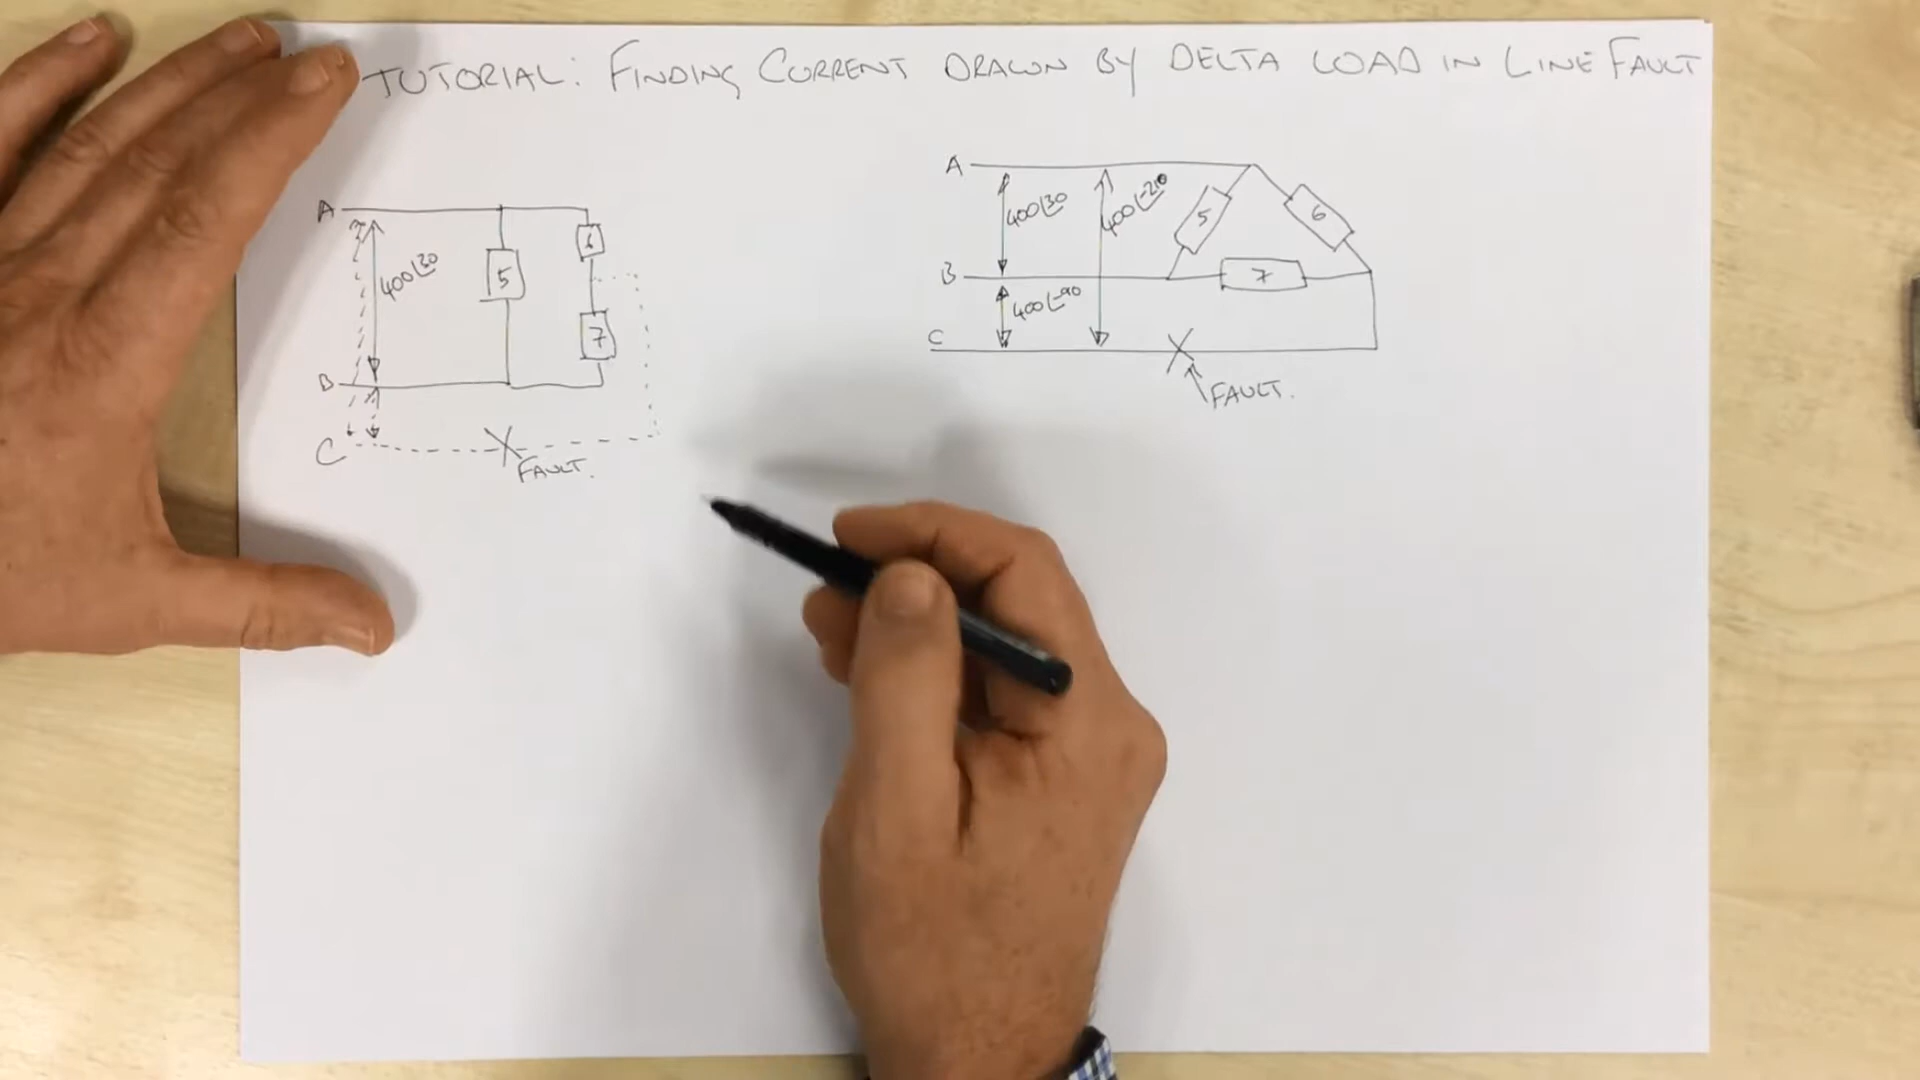 TUTORIAL: FINDING CURRENT DRAWN BY DELTA LOAD IN LINE FAULT
A
400∠30
5
6
7
B
C
FAULT.
A
400∠30
400∠-210
5
6
B
7
400∠-90
C
FAULT.